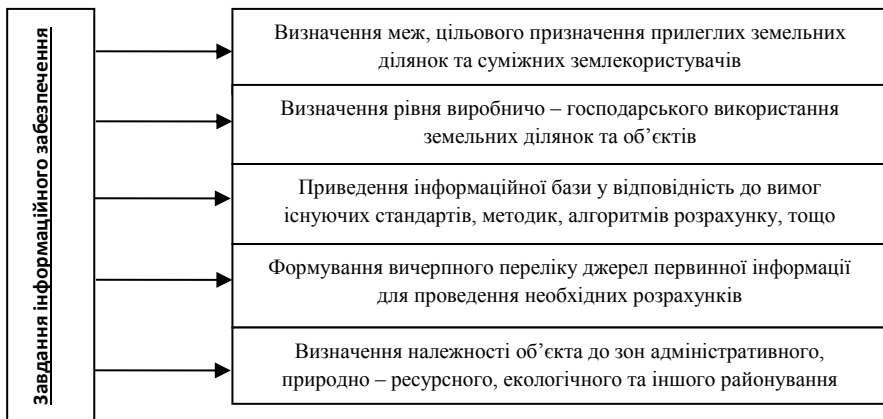 Завдання інформаційного забезпечення
Визначення меж, цільового призначення прилеглих земельних
ділянок та суміжних землекористувачів
Визначення рівня виробничо – господарського використання
земельних ділянок та об’єктів
Приведення інформаційної бази у відповідність до вимог
існуючих стандартів, методик, алгоритмів розрахунку, тощо
Формування вичерпного переліку джерел первинної інформації
для проведення необхідних розрахунків
Визначення належності об’єкта до зон адміністративного,
природно – ресурсного, екологічного та іншого районування